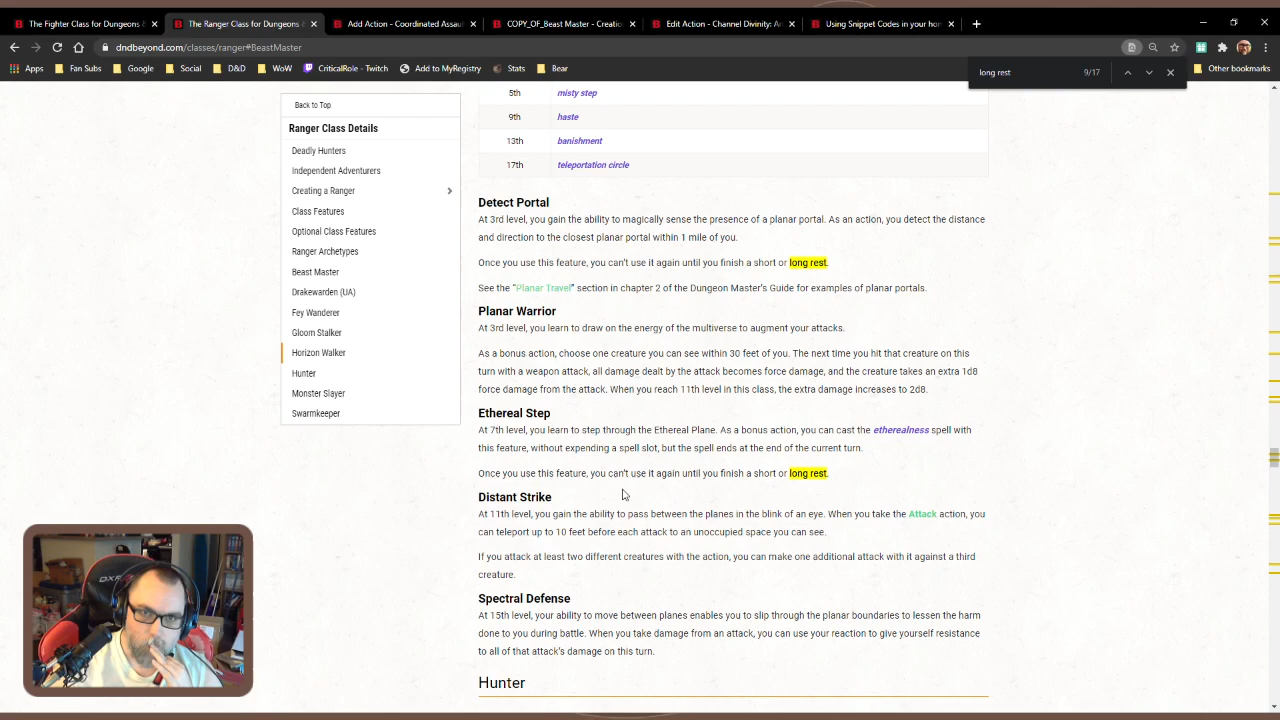 The Fighter Class for Dungeons &
The Ranger Class for Dungeons &
Add Action - Coordinated Assau
COPY_OF_Beast Master - Creatio
Edit Action - Channel Divinity: An
Using Snippet Codes in your hom
dndbeyond.com/classes/ranger#BeastMaster
Apps
Fan Subs
Google
Social
D&D
WoW
CriticalRole - Twitch
Add to MyRegistry
Stats
Bear
Other bookmarks
long rest
9/17
Back to Top
Ranger Class Details
Deadly Hunters
Independent Adventurers
Creating a Ranger
Class Features
Optional Class Features
Ranger Archetypes
Beast Master
Drakewarden (UA)
Fey Wanderer
Gloom Stalker
Horizon Walker
Hunter
Monster Slayer
Swarmkeeper
5th misty step
9th haste
13th banishment
17th teleportation circle
Detect Portal
At 3rd level, you gain the ability to magically sense the presence of a planar portal. As an action, you detect the distance
and direction to the closest planar portal within 1 mile of you.
Once you use this feature, you can't use it again until you finish a short or long rest.
See the "Planar Travel" section in chapter 2 of the Dungeon Master's Guide for examples of planar portals.
Planar Warrior
At 3rd level, you learn to draw on the energy of the multiverse to augment your attacks.
As a bonus action, choose one creature you can see within 30 feet of you. The next time you hit that creature on this
turn with a weapon attack, all damage dealt by the attack becomes force damage, and the creature takes an extra 1d8
force damage from the attack. When you reach 11th level in this class, the extra damage increases to 2d8.
Ethereal Step
At 7th level, you learn to step through the Ethereal Plane. As a bonus action, you can cast the etherealness spell with
this feature, without expending a spell slot, but the spell ends at the end of the current turn.
Once you use this feature, you can't use it again until you finish a short or long rest.
Distant Strike
At 11th level, you gain the ability to pass between the planes in the blink of an eye. When you take the Attack action, you
can teleport up to 10 feet before each attack to an unoccupied space you can see.
If you attack at least two different creatures with the action, you can make one additional attack with it against a third
creature.
Spectral Defense
At 15th level, your ability to move between planes enables you to slip through the planar boundaries to lessen the harm
done to you during battle. When you take damage from an attack, you can use your reaction to give yourself resistance
to all of that attack's damage on this turn.
Hunter